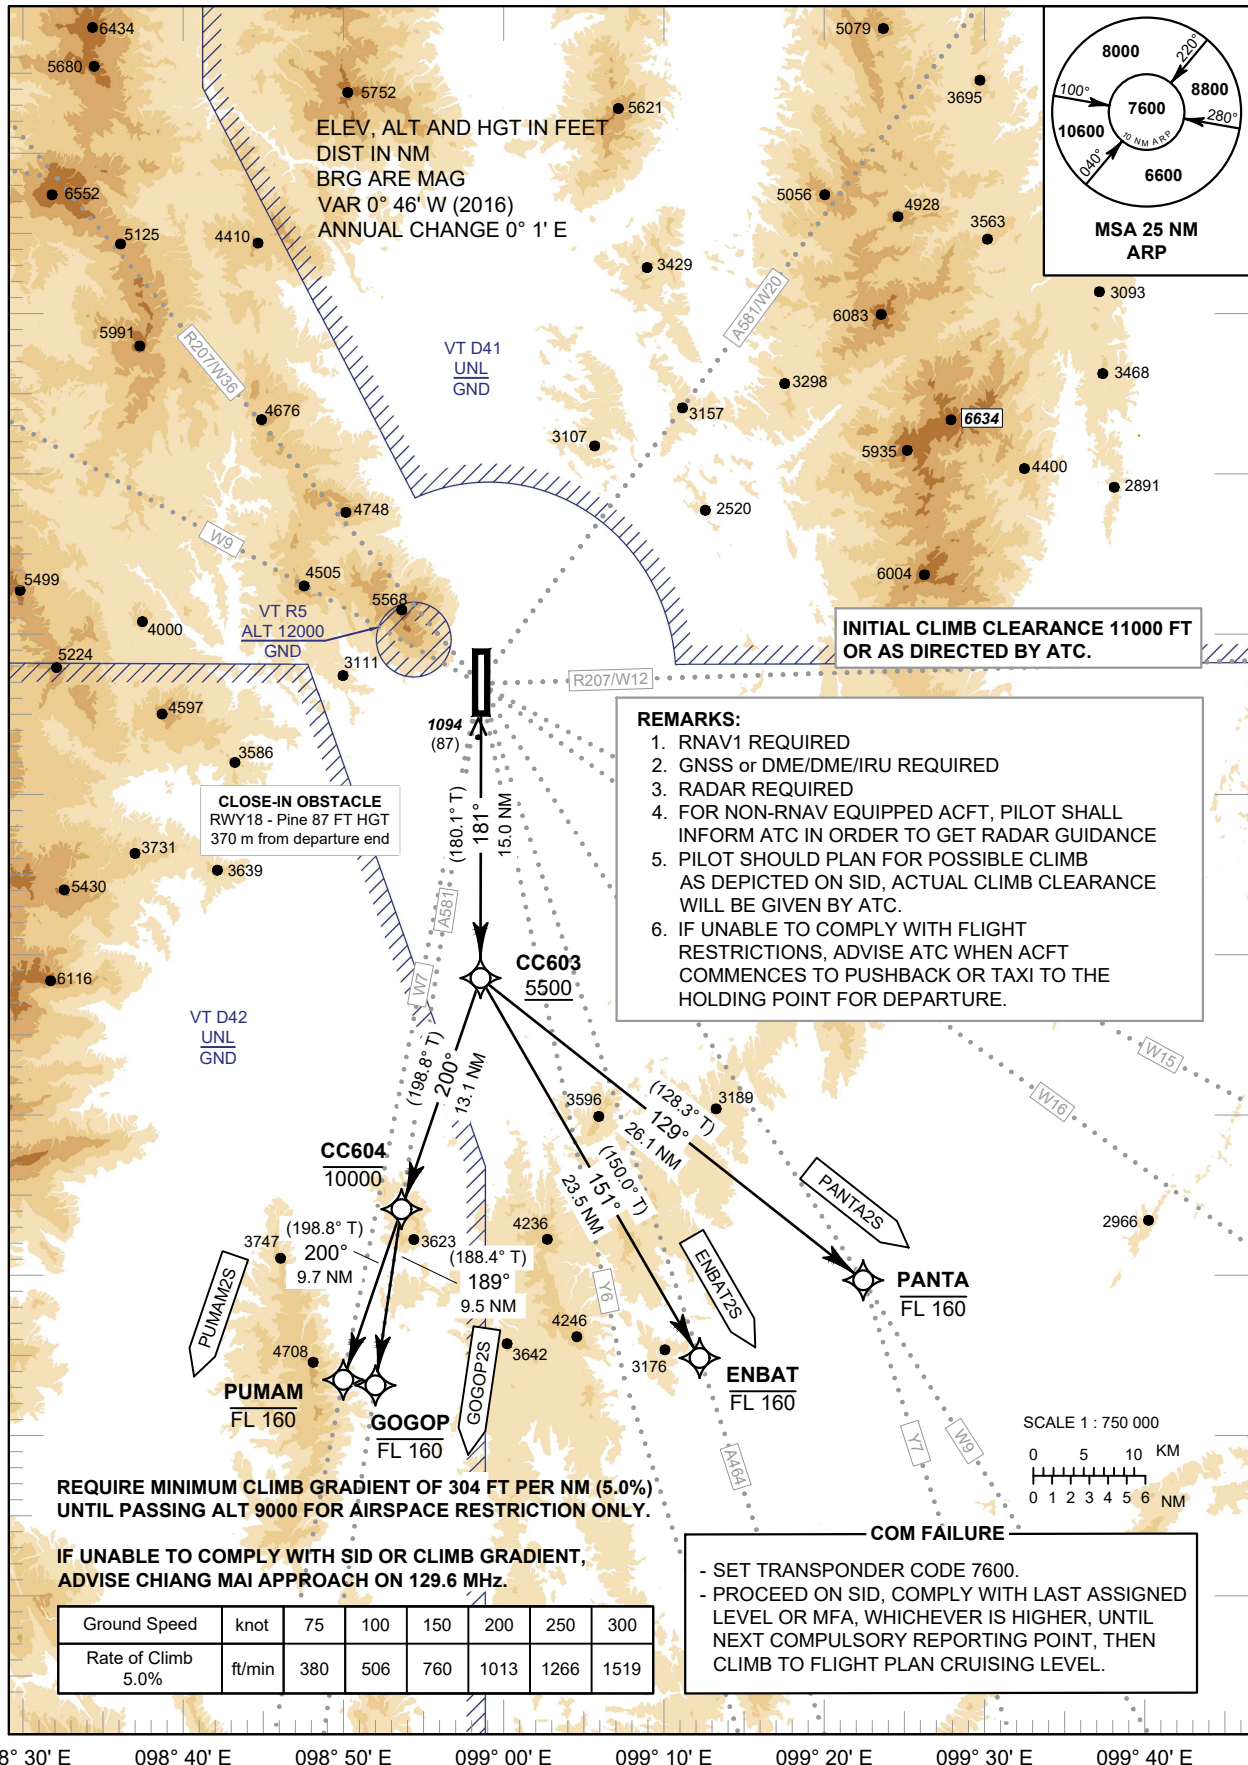 6434
5680
5752
5621
5079
3695
ELEV, ALT AND HGT IN FEET
DIST IN NM
BRG ARE MAG
VAR 0° 46' W (2016)
ANNUAL CHANGE 0° 1' E
8000
220°
100°
7600
8800
280°
10 NM ARP
10600
040°
6600
MSA 25 NM
ARP
6552
5125
4410
5056
4928
3563
3429
3093
5991
R207/W36
A581/W20
6083
VT D41
UNL
GND
3298
3468
4676
3157
6634
3107
5935
4400
2891
4748
2520
W9
6004
5499
4505
5568
VT R5
ALT 12000
GND
4000
5224
3111
INITIAL CLIMB CLEARANCE 11000 FT
OR AS DIRECTED BY ATC.
R207/W12
4597
1094
(87)
3586
REMARKS:
1. RNAV1 REQUIRED
2. GNSS or DME/DME/IRU REQUIRED
3. RADAR REQUIRED
4. FOR NON-RNAV EQUIPPED ACFT, PILOT SHALL
INFORM ATC IN ORDER TO GET RADAR GUIDANCE
5. PILOT SHOULD PLAN FOR POSSIBLE CLIMB
AS DEPICTED ON SID, ACTUAL CLIMB CLEARANCE
WILL BE GIVEN BY ATC.
6. IF UNABLE TO COMPLY WITH FLIGHT
RESTRICTIONS, ADVISE ATC WHEN ACFT
COMMENCES TO PUSHBACK OR TAXI TO THE
HOLDING POINT FOR DEPARTURE.
CLOSE-IN OBSTACLE
RWY18 - Pine 87 FT HGT
370 m from departure end
(180.1° T)
181°
15.0 NM
3731
3639
5430
A581
6116
W7
CC603
5500
VT D42
UNL
GND
(198.8° T)
200°
13.1 NM
W15
W16
3596
3189
(128.3° T)
129°
26.1 NM
(150.0° T)
151°
23.5 NM
CC604
10000
PANTA2S
2966
3747
(198.8° T)
200°
9.7 NM
3623
(188.4° T)
189°
9.5 NM
4236
ENBAT2S
PANTA
FL 160
PUMAM2S
Y6
4246
3642
3176
4708
GOGOP2S
PUMAM
FL 160
GOGOP
FL 160
ENBAT
FL 160
A464
Y7
W9
SCALE 1 : 750 000
0 5 10 KM
0 1 2 3 4 5 6 NM
REQUIRE MINIMUM CLIMB GRADIENT OF 304 FT PER NM (5.0%)
UNTIL PASSING ALT 9000 FOR AIRSPACE RESTRICTION ONLY.
IF UNABLE TO COMPLY WITH SID OR CLIMB GRADIENT,
ADVISE CHIANG MAI APPROACH ON 129.6 MHz.
Ground Speed knot 75 100 150 200 250 300
Rate of Climb
5.0% ft/min 380 506 760 1013 1266 1519
COM FAILURE
- SET TRANSPONDER CODE 7600.
- PROCEED ON SID, COMPLY WITH LAST ASSIGNED
LEVEL OR MFA, WHICHEVER IS HIGHER, UNTIL
NEXT COMPULSORY REPORTING POINT, THEN
CLIMB TO FLIGHT PLAN CRUISING LEVEL.
8° 30' E 098° 40' E 098° 50' E 099° 00' E 099° 10' E 099° 20' E 099° 30' E 099° 40' E